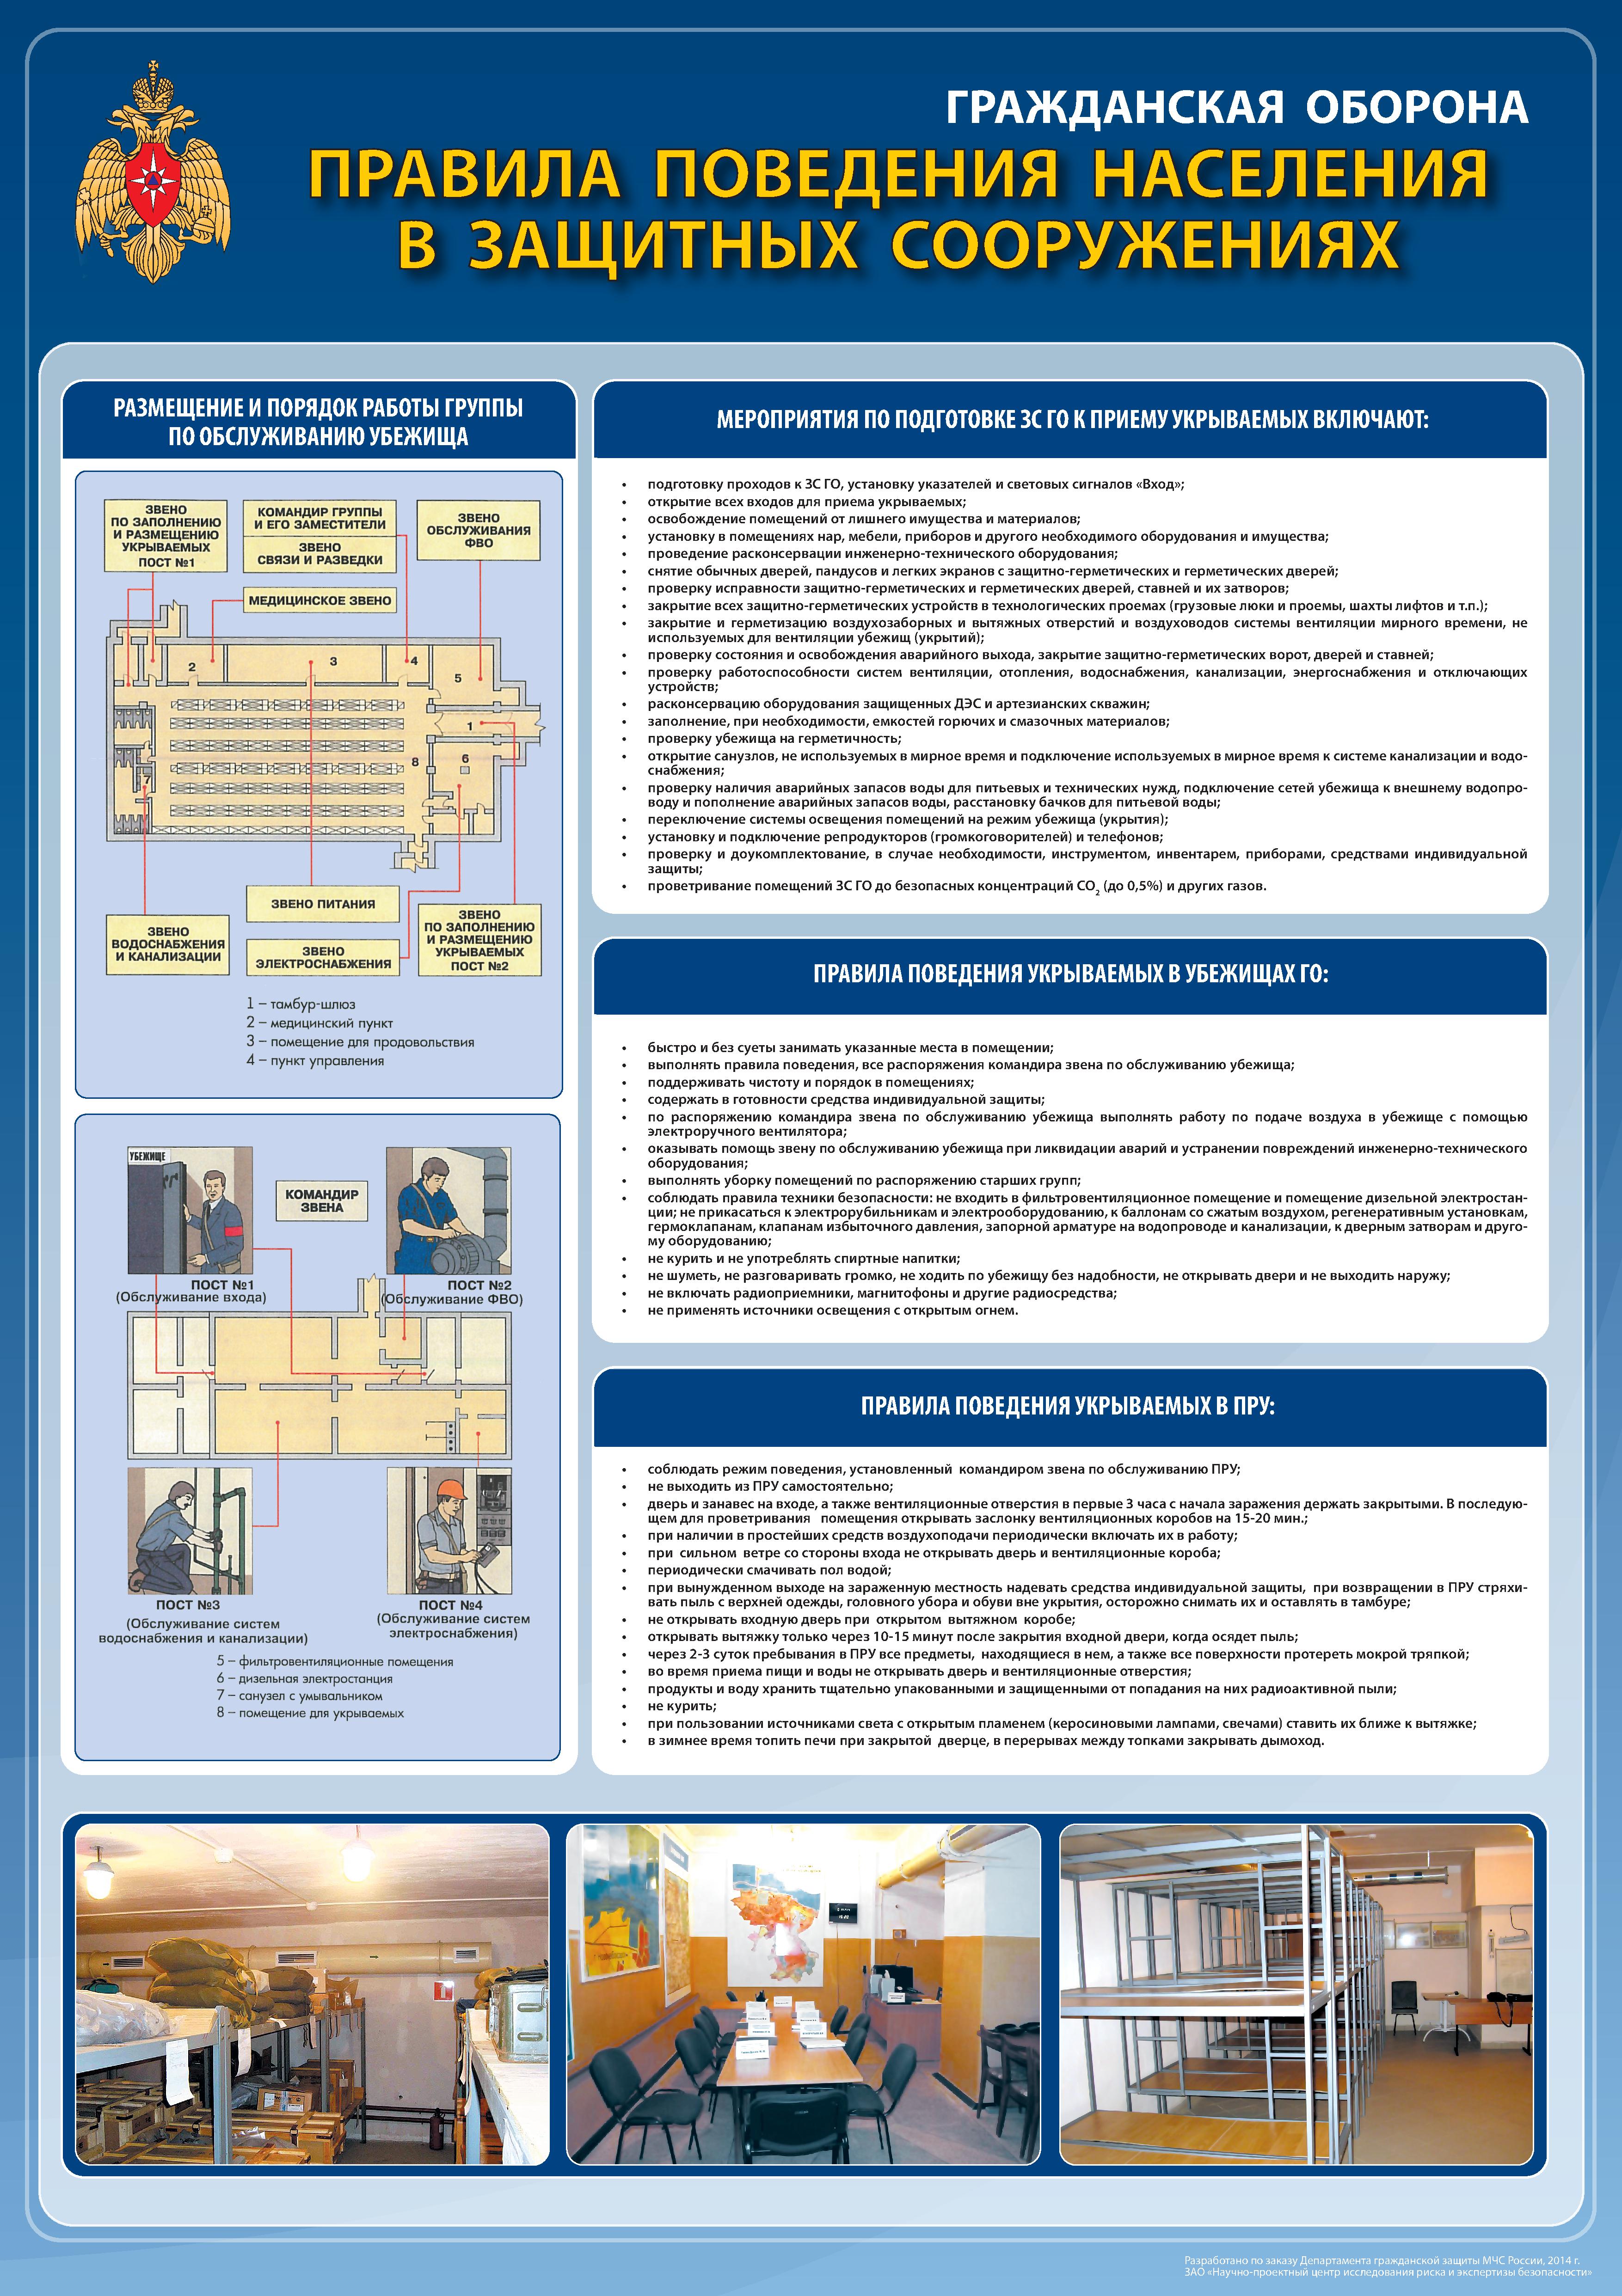 ГРАЖДАНСКАЯ ОБОРОНА
ПРАВИЛА ПОВЕДЕНИЯ НАСЕЛЕНИЯ
В ЗАЩИТНЫХ СООРУЖЕНИЯХ
РАЗМЕЩЕНИЕ И ПОРЯДОК РАБОТЫ ГРУППЫ
ПО ОБСЛУЖИВАНИЮ УБЕЖИЩА
ЗВЕНО
ПО ЗАПОЛНЕНИЮ
И РАЗМЕЩЕНИЮ
УКРЫВАЕМЫХ
ПОСТ №1
КОМАНДИР ГРУППЫ
И ЕГО ЗАМЕСТИТЕЛИ
ЗВЕНО
СВЯЗИ И РАЗВЕДКИ
ЗВЕНО
ОБСЛУЖИВАНИЯ
ФВО
МЕДИЦИНСКОЕ ЗВЕНО
2
3
4
5
1
8
6
7
ЗВЕНО
ВОДОСНАБЖЕНИЯ
И КАНАЛИЗАЦИИ
ЗВЕНО ПИТАНИЯ
ЗВЕНО
ЭЛЕКТРОСНАБЖЕНИЯ
ЗВЕНО
ПО ЗАПОЛНЕНИЮ
И РАЗМЕЩЕНИЮ
УКРЫВАЕМЫХ
ПОСТ №2
1 – тамбур-шлюз
2 – медицинский пункт
3 – помещение для продовольствия
4 – пункт управления
УБЕЖИЩЕ
КОМАНДИР
ЗВЕНА
ПОСТ №1
(Обслуживание входа)
ПОСТ №2
(Обслуживание ФВО)
ПОСТ №3
(Обслуживание систем
водоснабжения и канализации)
ПОСТ №4
(Обслуживание систем
электроснабжения)
5 – фильтровентиляционные помещения
6 – дизельная электростанция
7 – санузел с умывальником
8 – помещение для укрываемых
МЕРОПРИЯТИЯ ПО ПОДГОТОВКЕ ЗС ГО К ПРИЕМУ УКРЫВАЕМЫХ ВКЛЮЧАЮТ:
• подготовку проходов к ЗС ГО, установку указателей и световых сигналов «Вход»;
• открытие всех входов для приема укрываемых;
• освобождение помещений от лишнего имущества и материалов;
• установку в помещениях нар, мебели, приборов и другого необходимого оборудования и имущества;
• проведение расконсервации инженерно-технического оборудования;
• снятие обычных дверей, пандусов и легких экранов с защитно-герметических и герметических дверей;
• проверку исправности защитно-герметических и герметических дверей, ставней и их затворов;
• закрытие всех защитно-герметических устройств в технологических проемах (грузовые люки и проемы, шахты лифтов и т.п.);
• закрытие и герметизацию воздухозаборных и вытяжных отверстий и воздуховодов системы вентиляции мирного времени, не
используемых для вентиляции убежищ (укрытий);
• проверку состояния и освобождения аварийного выхода, закрытие защитно-герметических ворот, дверей и ставней;
• проверку работоспособности систем вентиляции, отопления, водоснабжения, канализации, энергоснабжения и отключающих
устройств;
• расконсервацию оборудования защищенных ДЭС и артезианских скважин;
• заполнение, при необходимости, емкостей горючих и смазочных материалов;
• проверку убежища на герметичность;
• открытие санузлов, не используемых в мирное время и подключение используемых в мирное время к системе канализации и водо-
снабжения;
• проверку наличия аварийных запасов воды для питьевых и технических нужд, подключение сетей убежища к внешнему водопро-
воду и пополнение аварийных запасов воды, расстановку бачков для питьевой воды;
• переключение системы освещения помещений на режим убежища (укрытия);
• установку и подключение репродукторов (громкоговорителей) и телефонов;
• проверку и доукомплектование, в случае необходимости, инструментом, инвентарем, приборами, средствами индивидуальной
защиты;
• проветривание помещений ЗС ГО до безопасных концентраций CO2 (до 0,5%) и других газов.
ПРАВИЛА ПОВЕДЕНИЯ УКРЫВАЕМЫХ В УБЕЖИЩАХ ГО:
• быстро и без суеты занимать указанные места в помещении;
• выполнять правила поведения, все распоряжения командира звена по обслуживанию убежища;
• поддерживать чистоту и порядок в помещениях;
• содержать в готовности средства индивидуальной защиты;
• по распоряжению командира звена по обслуживанию убежища выполнять работу по подаче воздуха в убежище с помощью
электроручного вентилятора;
• оказывать помощь звену по обслуживанию убежища при ликвидации аварий и устранении повреждений инженерно-технического
оборудования;
• выполнять уборку помещений по распоряжению старших групп;
• соблюдать правила техники безопасности: не входить в фильтровентиляционное помещение и помещение дизельной электростан-
ции; не прикасаться к электрорубильникам и электрооборудованию, к баллонам со сжатым воздухом, регенеративным установкам,
гермоклапанам, клапанам избыточного давления, запорной арматуре на водопроводе и канализации, к дверным затворам и друго-
му оборудованию;
• не курить и не употреблять спиртные напитки;
• не шуметь, не разговаривать громко, не ходить по убежищу без надобности, не открывать двери и не выходить наружу;
• не включать радиоприемники, магнитофоны и другие радиосредства;
• не применять источники освещения с открытым огнем.
ПРАВИЛА ПОВЕДЕНИЯ УКРЫВАЕМЫХ В ПРУ:
• соблюдать режим поведения, установленный командиром звена по обслуживанию ПРУ;
• не выходить из ПРУ самостоятельно;
• дверь и занавес на входе, а также вентиляционные отверстия в первые 3 часа с начала заражения держать закрытыми. В последую-
щем для проветривания помещения открывать заслонку вентиляционных коробов на 15-20 мин.;
• при наличии в простейших средств воздухоподачи периодически включать их в работу;
• при сильном ветре со стороны входа не открывать дверь и вентиляционные короба;
• периодически смачивать пол водой;
• при вынужденном выходе на зараженную местность надевать средства индивидуальной защиты, при возвращении в ПРУ стряхи-
вать пыль с верхней одежды, головного убора и обуви вне укрытия, осторожно снимать их и оставлять в тамбуре;
• не открывать входную дверь при открытом вытяжном коробе;
• открывать вытяжку только через 10-15 минут после закрытия входной двери, когда осядет пыль;
• через 2-3 суток пребывания в ПРУ все предметы, находящиеся в нем, а также все поверхности протереть мокрой тряпкой;
• во время приема пищи и воды не открывать дверь и вентиляционные отверстия;
• продукты и воду хранить тщательно упакованными и защищенными от попадания на них радиоактивной пыли;
• не курить;
• при пользовании источниками света с открытым пламенем (керосиновыми лампами, свечами) ставить их ближе к вытяжке;
• в зимнее время топить печи при закрытой дверце, в перерывах между топками закрывать дымоход.
Разработано по заказу Департамента гражданской защиты МЧС России, 2014 г.
ЗАО «Научно-проектный центр исследования риска и экспертизы безопасности»